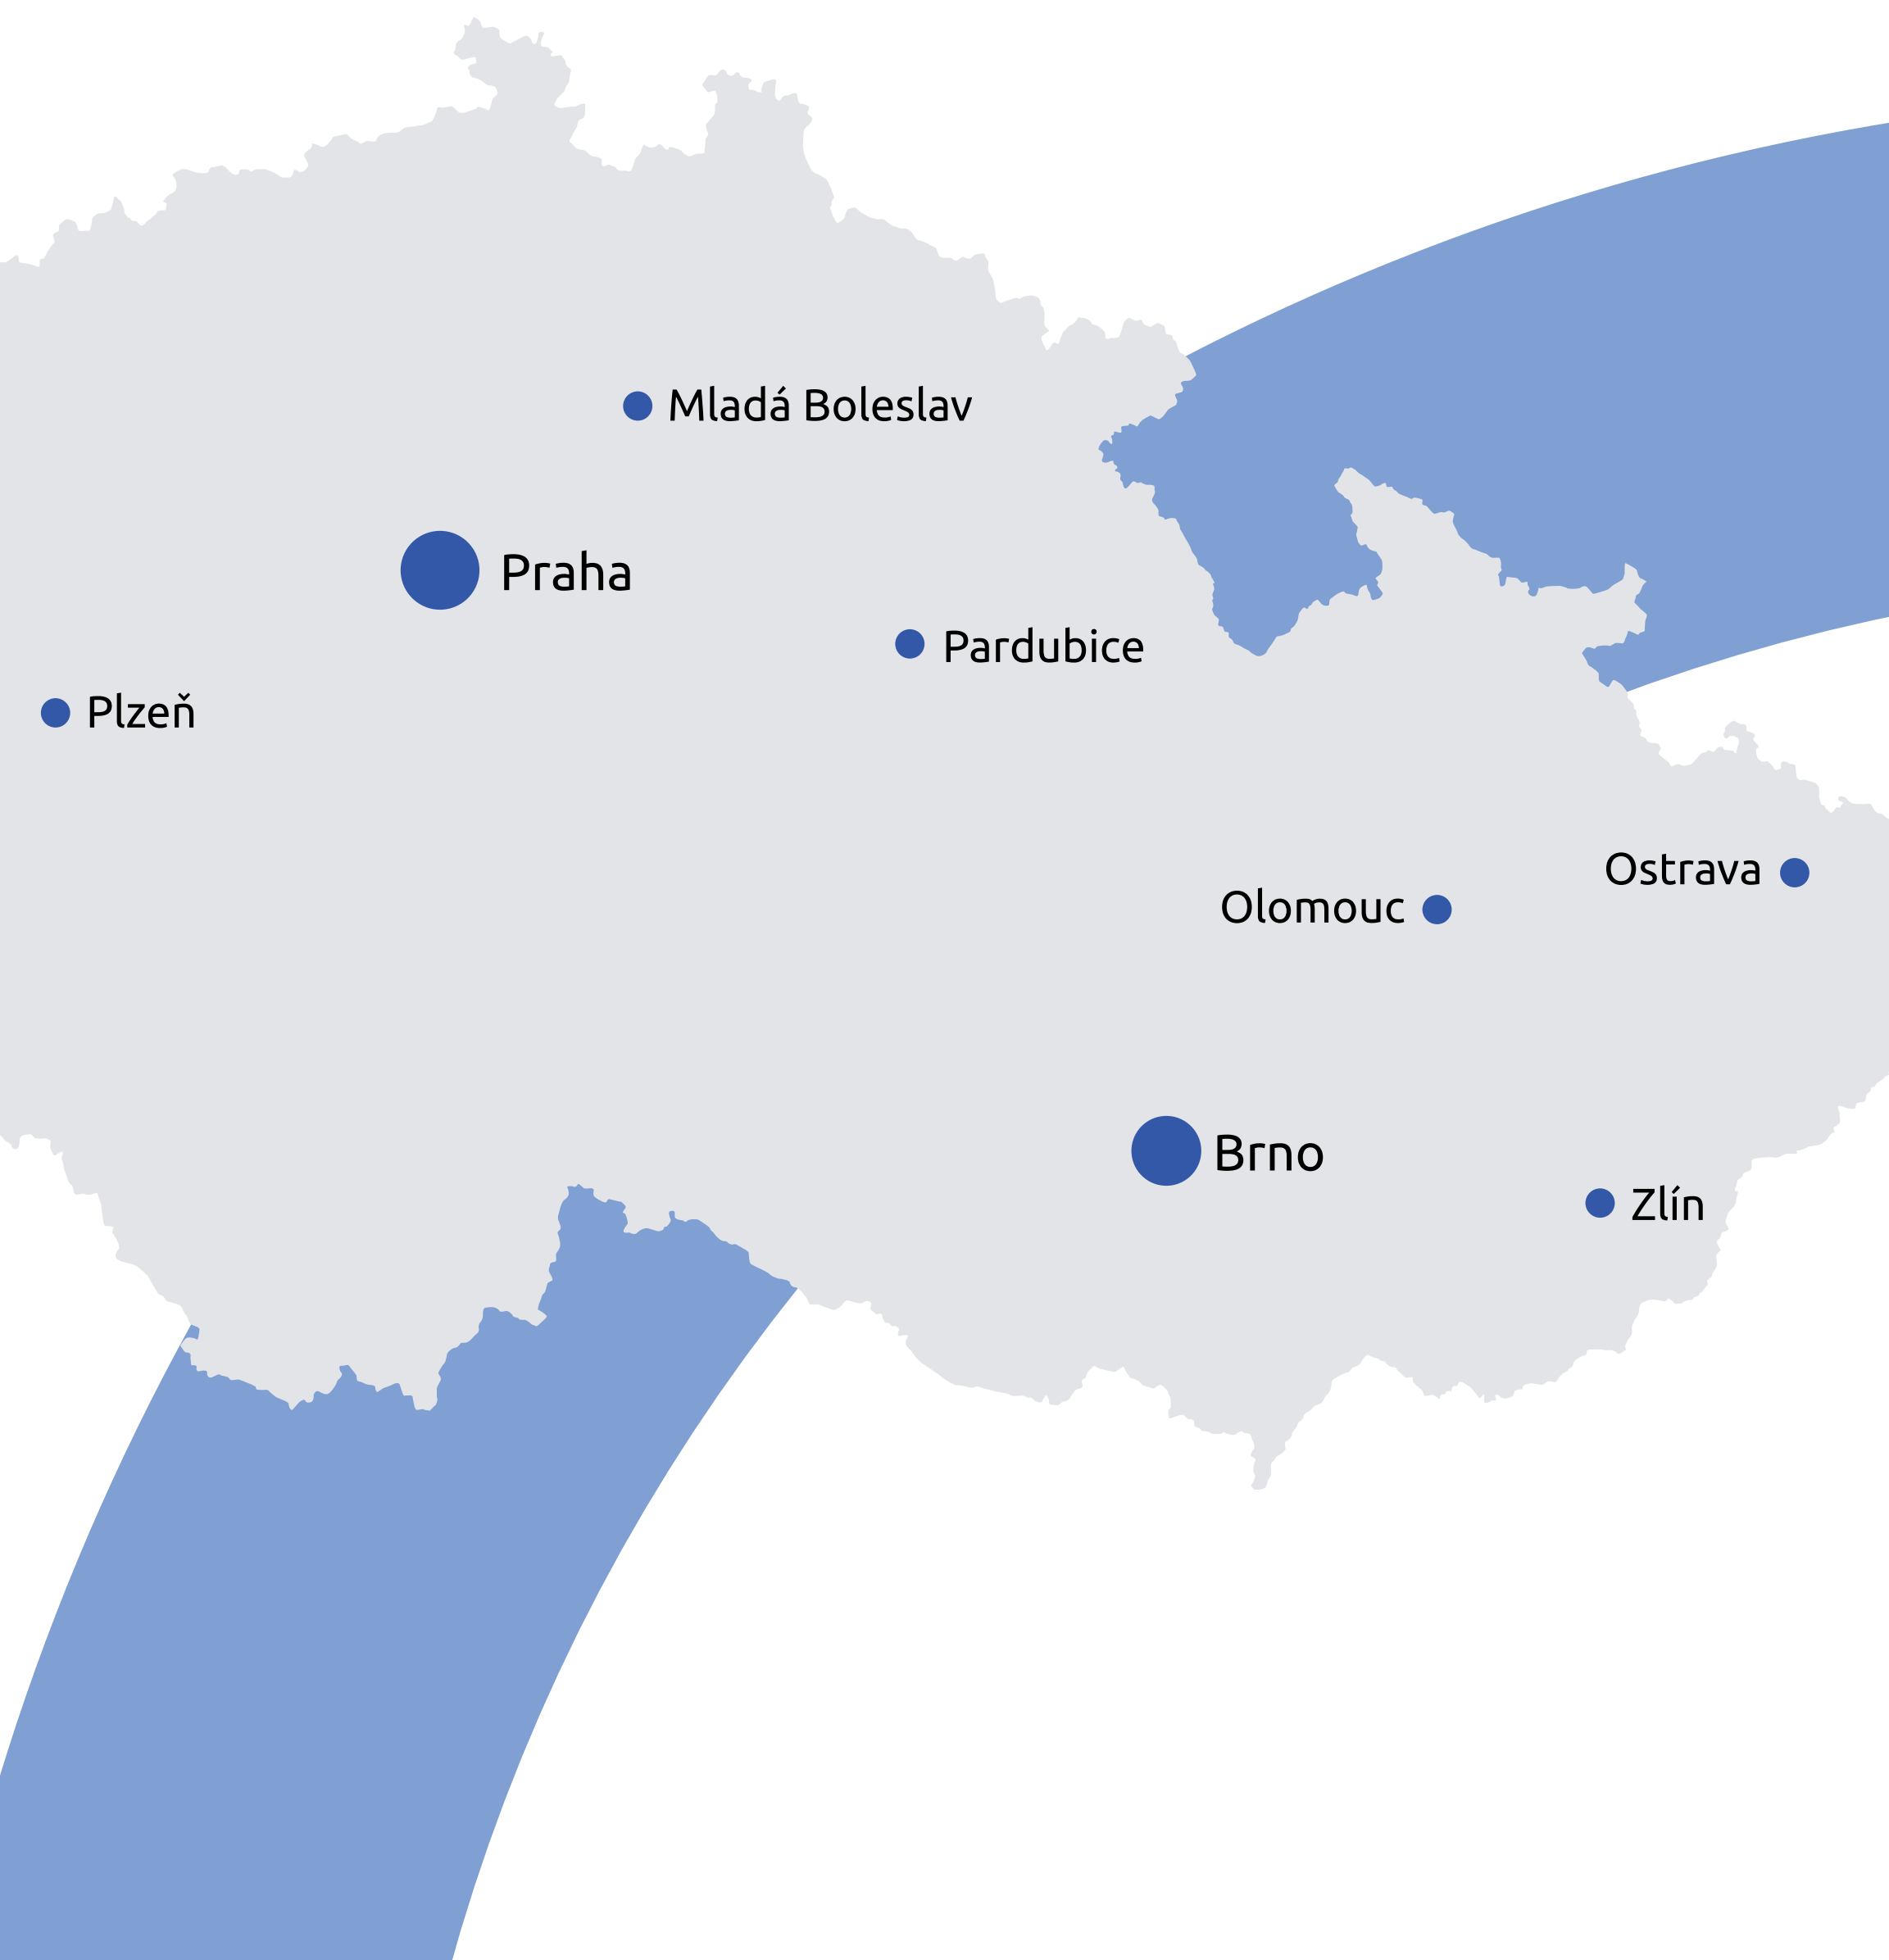 Mladá Boleslav
Praha
Pardubice
Plzeň
Ostrava
Olomouc
Brno
Zlín